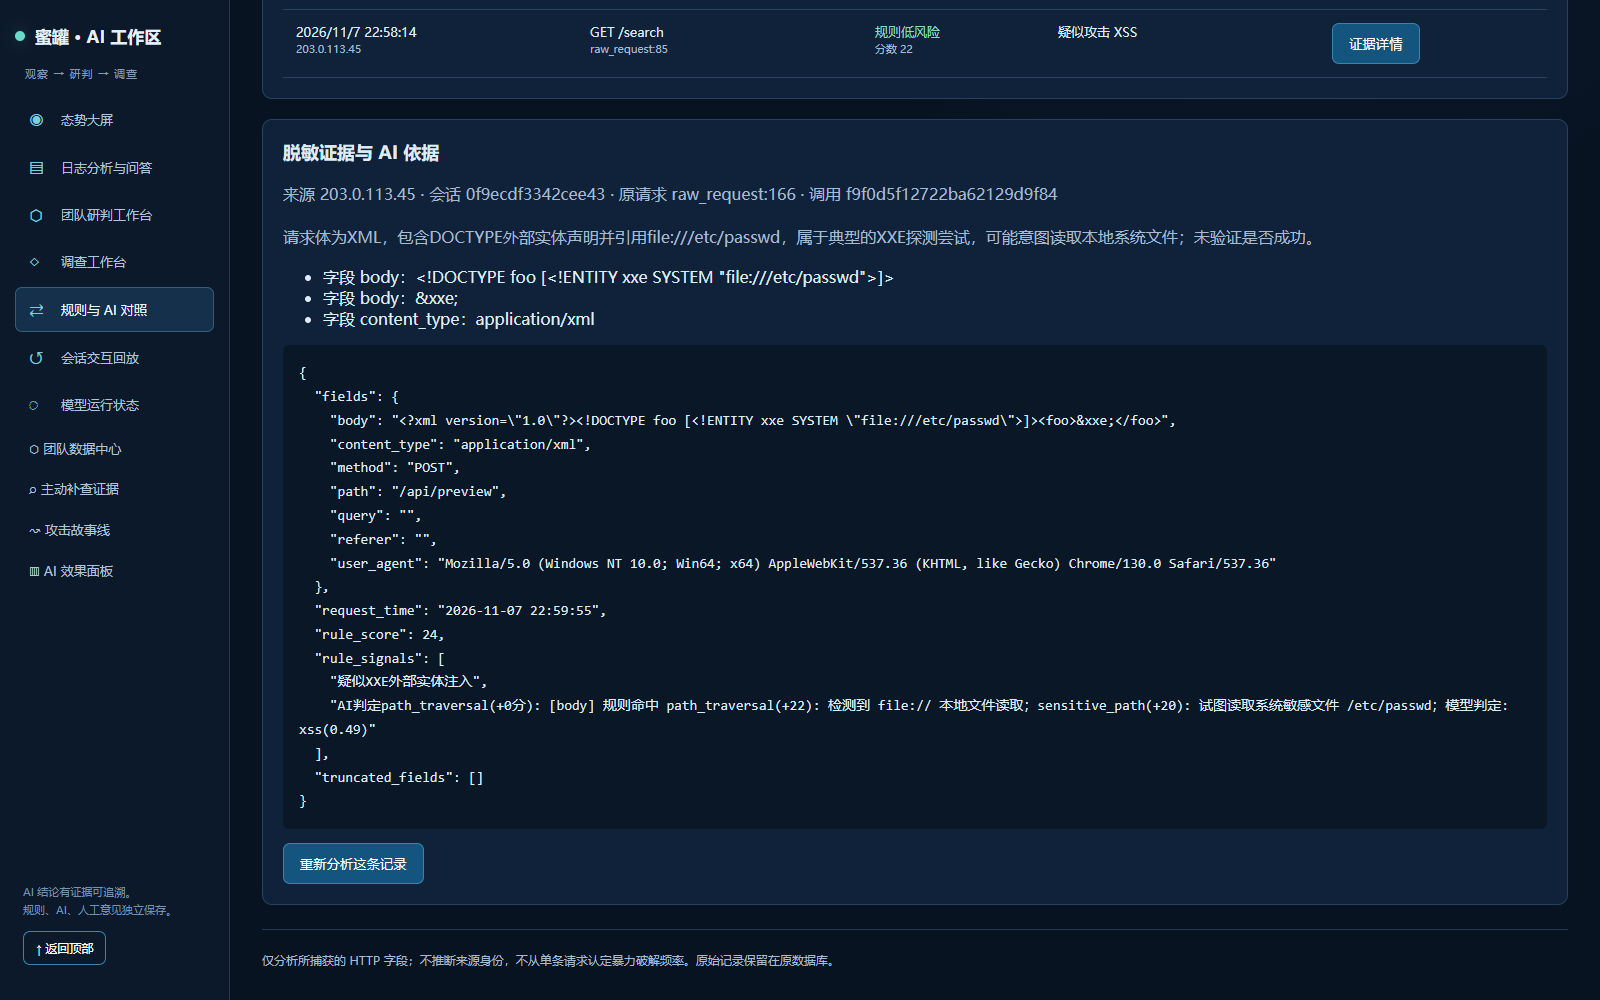 蜜罐 • AI 工作区
观察 → 研判 → 调查
态势大屏
日志分析与问答
团队研判工作台
调查工作台
规则与 AI 对照
会话交互回放
模型运行状态
团队数据中心
主动补查证据
攻击故事线
AI 效果面板
AI 结论有证据可追溯。
规则、AI、人工意见独立保存。
↑ 返回顶部
2026/11/7 22:58:14 GET /search 规则低风险 疑似攻击 XSS 证据详情
203.0.113.45 raw_request:85 分数 22
脱敏证据与 AI 依据
来源 203.0.113.45 · 会话 0f9ecdf3342cee43 · 原请求 raw_request:166 · 调用 f9f0d5f12722ba62129d9f84
请求体为XML，包含DOCTYPE外部实体声明并引用file:///etc/passwd，属于典型的XXE探测尝试，可能意图读取本地系统文件；未验证是否成功。
• 字段 body：<!DOCTYPE foo [<!ENTITY xxe SYSTEM "file:///etc/passwd">]>
• 字段 body：&xxe;
• 字段 content_type：application/xml
{
"fields": {
"body": "<?xml version=\"1.0\"?><!DOCTYPE foo [<!ENTITY xxe SYSTEM \"file:///etc/passwd\">]><foo>&xxe;</foo>",
"content_type": "application/xml",
"method": "POST",
"path": "/api/preview",
"query": "",
"referer": "",
"user_agent": "Mozilla/5.0 (Windows NT 10.0; Win64; x64) AppleWebKit/537.36 (KHTML, like Gecko) Chrome/130.0 Safari/537.36"
},
"request_time": "2026-11-07 22:59:55",
"rule_score": 24,
"rule_signals": [
"疑似XXE外部实体注入",
"AI判定path_traversal(+0分): [body] 规则命中 path_traversal(+22): 检测到 file:// 本地文件读取; sensitive_path(+20): 试图读取系统敏感文件 /etc/passwd; 模型判定:
xss(0.49)"
],
"truncated_fields": []
}
重新分析这条记录
仅分析所捕获的 HTTP 字段；不推断来源身份，不从单条请求认定暴力破解频率。原始记录保留在原数据库。